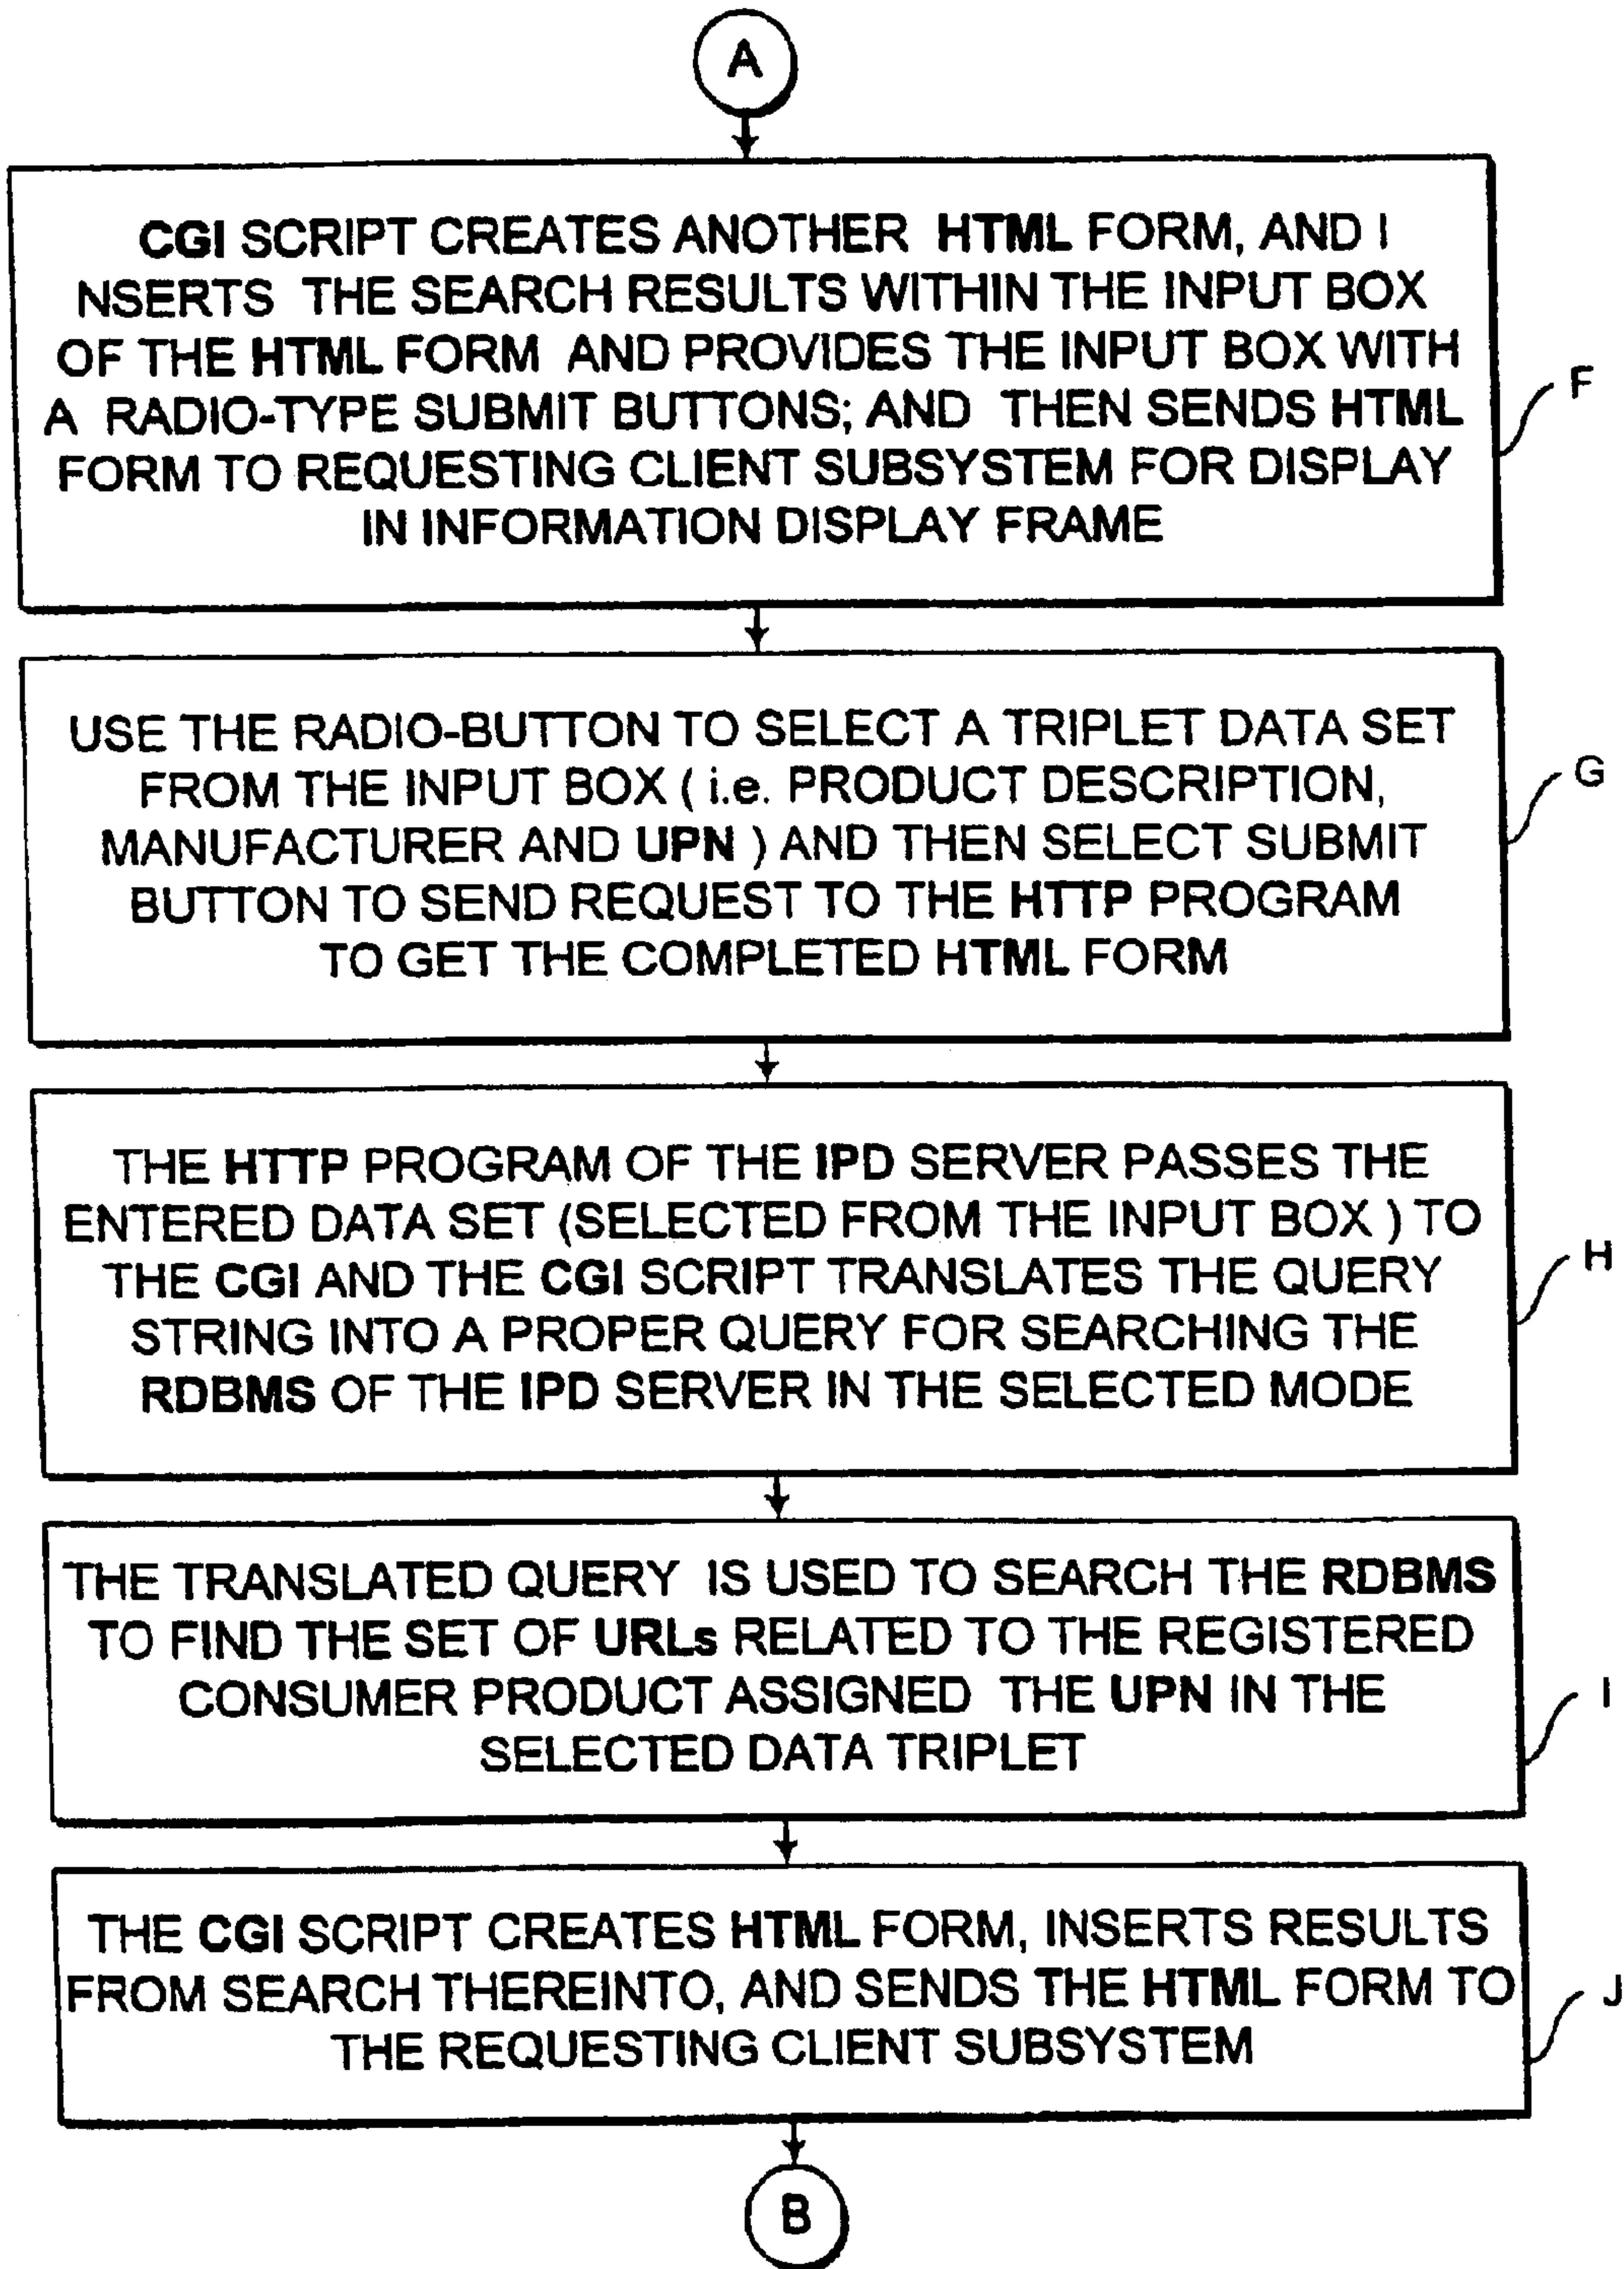 A
CGI SCRIPT CREATES ANOTHER HTML FORM, AND I
NSERTS THE SEARCH RESULTS WITHIN THE INPUT BOX
OF THE HTML FORM AND PROVIDES THE INPUT BOX WITH
A RADIO-TYPE SUBMIT BUTTONS; AND THEN SENDS HTML
FORM TO REQUESTING CLIENT SUBSYSTEM FOR DISPLAY
IN INFORMATION DISPLAY FRAME
F
USE THE RADIO-BUTTON TO SELECT A TRIPLET DATA SET
FROM THE INPUT BOX ( i.e. PRODUCT DESCRIPTION,
MANUFACTURER AND UPN ) AND THEN SELECT SUBMIT
BUTTON TO SEND REQUEST TO THE HTTP PROGRAM
TO GET THE COMPLETED HTML FORM
G
THE HTTP PROGRAM OF THE IPD SERVER PASSES THE
ENTERED DATA SET (SELECTED FROM THE INPUT BOX ) TO
THE CGI AND THE CGI SCRIPT TRANSLATES THE QUERY
STRING INTO A PROPER QUERY FOR SEARCHING THE
RDBMS OF THE IPD SERVER IN THE SELECTED MODE
H
THE TRANSLATED QUERY IS USED TO SEARCH THE RDBMS
TO FIND THE SET OF URLs RELATED TO THE REGISTERED
CONSUMER PRODUCT ASSIGNED THE UPN IN THE
SELECTED DATA TRIPLET
I
THE CGI SCRIPT CREATES HTML FORM, INSERTS RESULTS
FROM SEARCH THEREINTO, AND SENDS THE HTML FORM TO
THE REQUESTING CLIENT SUBSYSTEM
J
B